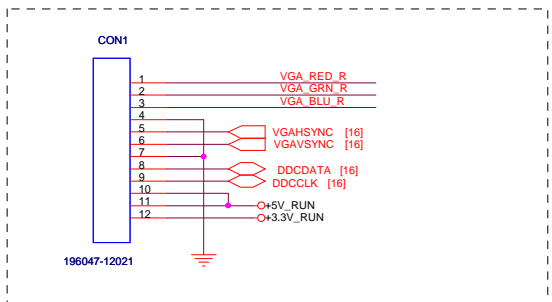 CON1
1 VGA_RED_R
2 VGA_GRN_R
3 VGA_BLU_R
4
5 VGAHSYNC [16]
6 VGAVSYNC [16]
7
8 DDCDATA [16]
9 DDCCLK [16]
10
11 +5V_RUN
12 +3.3V_RUN
196047-12021